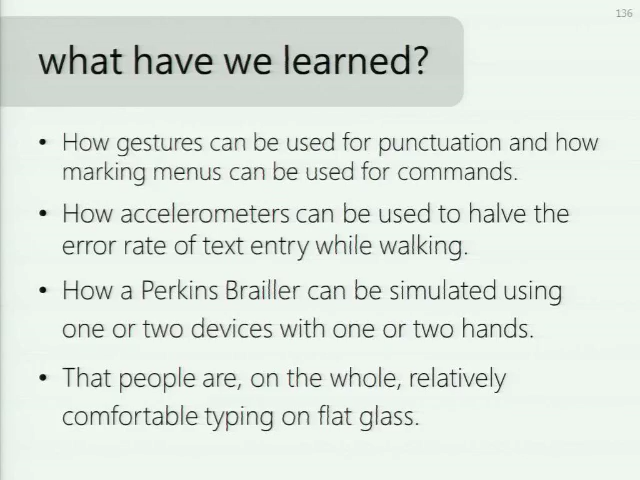 136
what have we learned?
• How gestures can be used for punctuation and how
marking menus can be used for commands.
• How accelerometers can be used to halve the
error rate of text entry while walking.
• How a Perkins Brailler can be simulated using
one or two devices with one or two hands.
• That people are, on the whole, relatively
comfortable typing on flat glass.